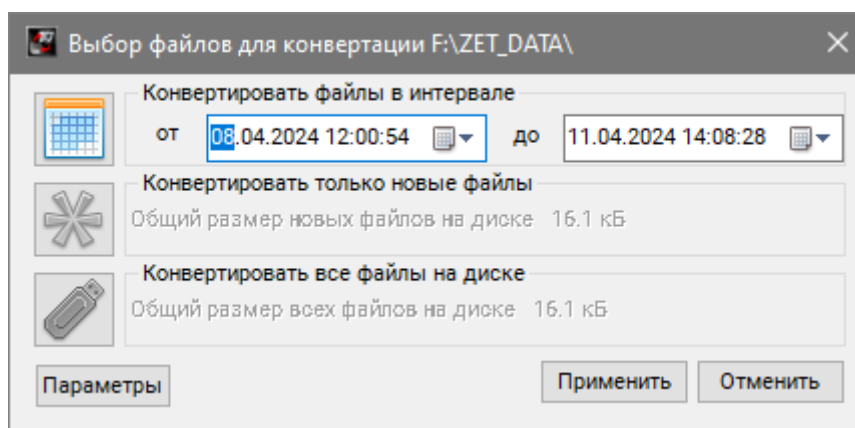 Выбор файлов для конвертации F:\ZET_DATA\
Конвертировать файлы в интервале
от 08.04.2024 12:00:54 до 11.04.2024 14:08:28
Конвертировать только новые файлы
Общий размер новых файлов на диске 16.1 кБ
Конвертировать все файлы на диске
Общий размер всех файлов на диске 16.1 кБ
Параметры Применить Отменить